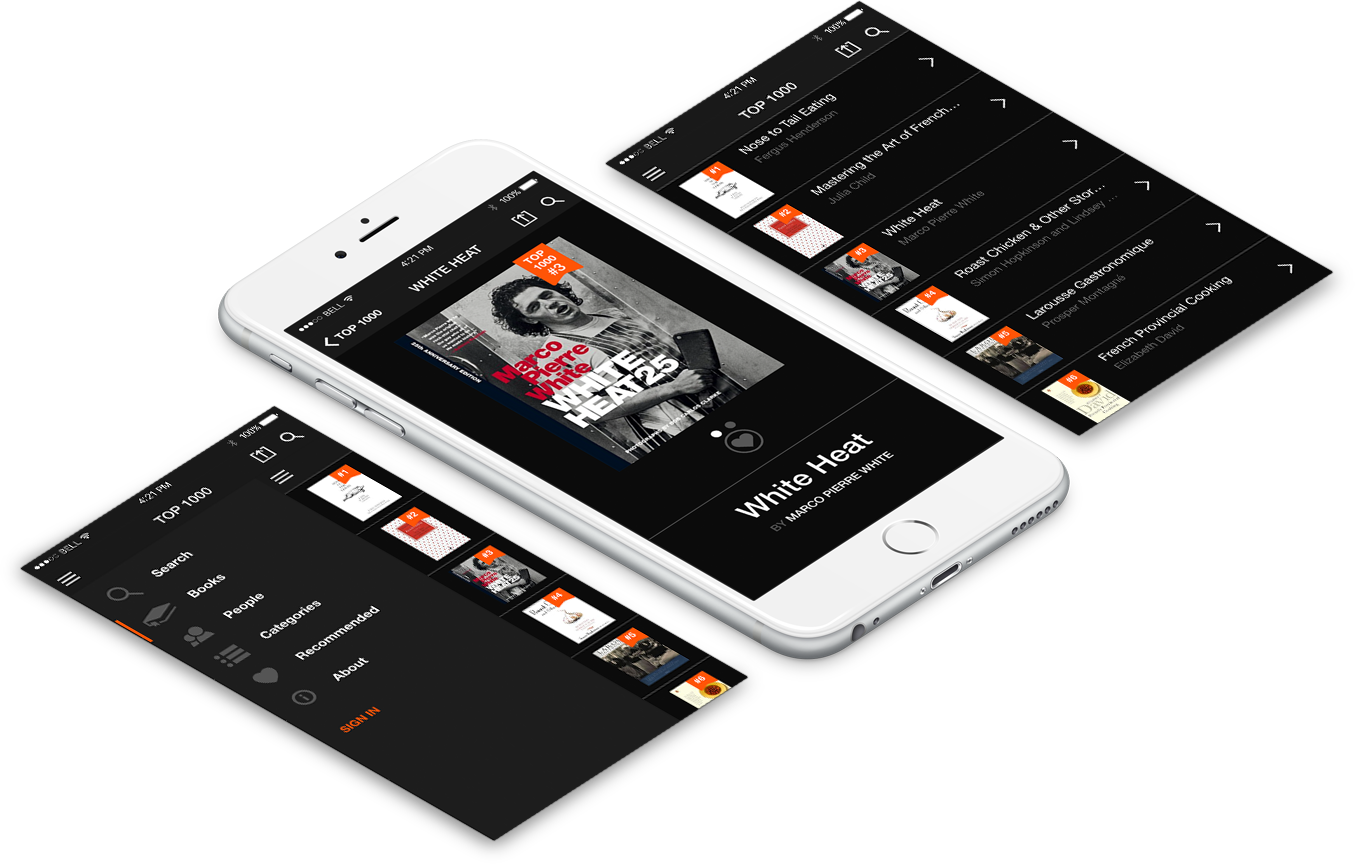 ●●●○○ BELL
4:21 PM
100%
TOP 1000
#1
Nose to Tail Eating
Fergus Henderson
#2
Mastering the Art of French…
Julia Child
#3
White Heat
Marco Pierre White
#4
Roast Chicken & Other Stor…
Simon Hopkinson and Lindsey …
#5
Larousse Gastronomique
Prosper Montagné
#6
French Provincial Cooking
Elizabeth David
●●●○○ BELL
4:21 PM
100%
TOP 1000
WHITE HEAT
TOP
1000
#3
25TH ANNIVERSARY EDITION
Marco
Pierre
White
WHITE
HEAT25
White Heat
BY MARCO PIERRE WHITE
●●●○○ BELL
4:21 PM
100%
TOP 1000
Search
Books
People
Categories
Recommended
About
SIGN IN
#1
#2
#3
#4
#5
#6